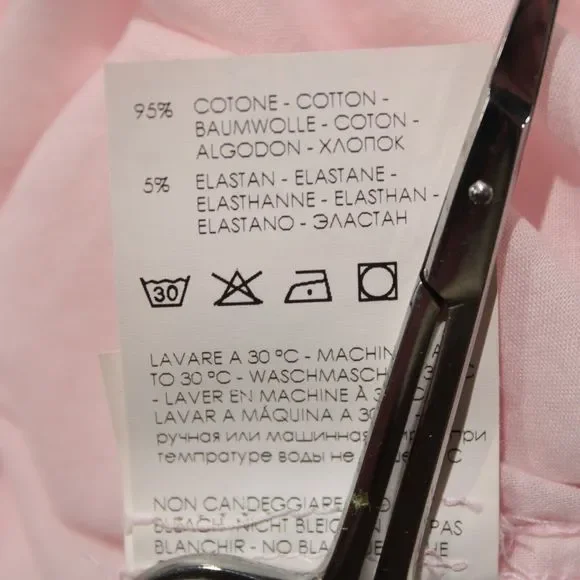 95% COTONE - COTTON -
BAUMWOLLE - COTON -
ALGODON - ХЛОПОК
5% ELASTAN - ELASTANE -
ELASTHANNE - ELASTHAN -
ELASTANO - ЭЛАСТАН
30
LAVARE A 30 °C - MACHIN
TO 30 °C - WASCHMASCH
- LAVER EN MACHINE À
LAVAR A MÁQUINA A 30
ручная или машинная при
темпратуре воды не C
NON CANDEGGIARE
BLEACH - NICHT BLEIC PAS
BLANCHIR - NO BLA